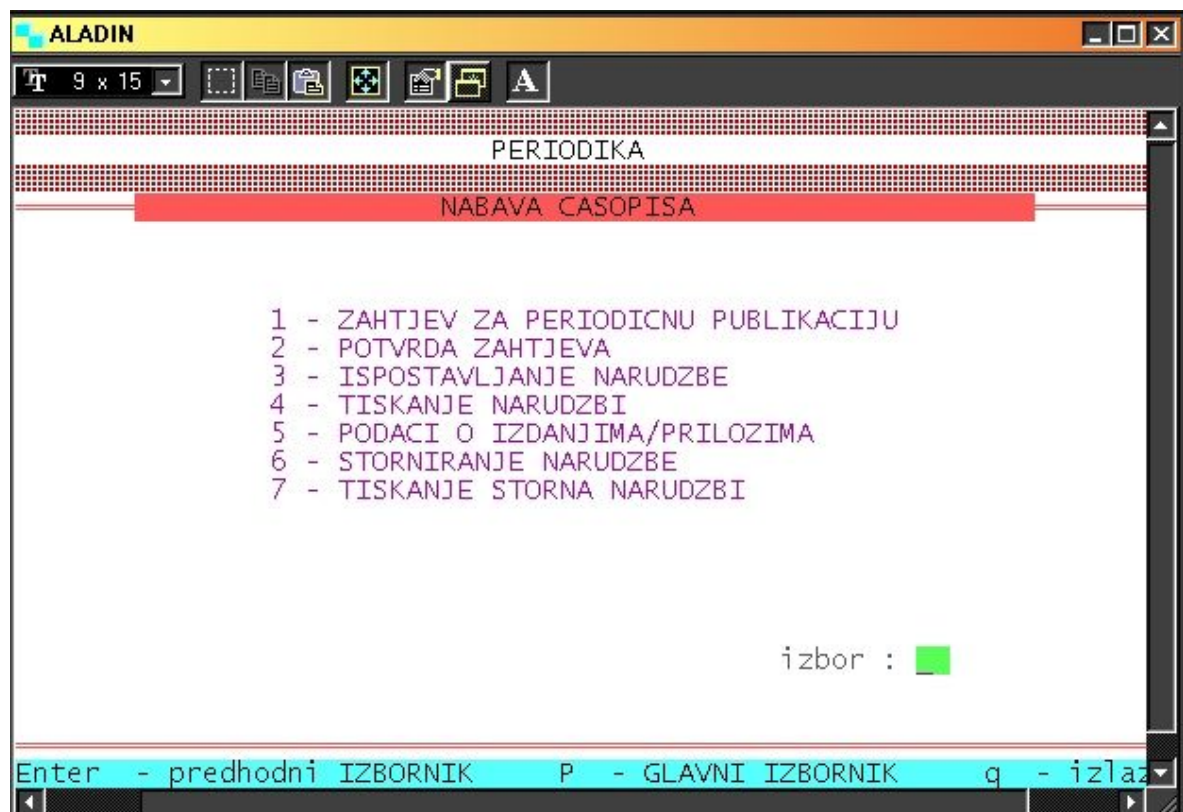 ALADIN
9 x 15
A
PERIODIKA
NABAVA CASOPISA
1 - ZAHTJEV ZA PERIODICNU PUBLIKACIJU
2 - POTVRDA ZAHTJEVA
3 - ISPOSTAVLJANJE NARUDZBE
4 - TISKANJE NARUDZBI
5 - PODACI O IZDANJIMA/PRILOZIMA
6 - STORNIRANJE NARUDZBE
7 - TISKANJE STORNA NARUDZBI
izbor : _
Enter - predhodni IZBORNIK P - GLAVNI IZBORNIK q - izlaz